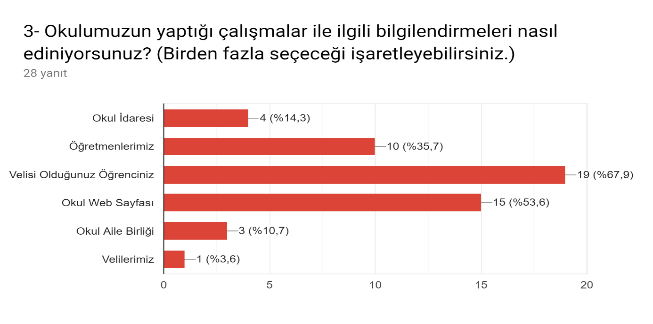 3- Okulumuzun yaptığı çalışmalar ile ilgili bilgilendirmeleri nasıl
ediniyorsunuz? (Birden fazla seçeceği işaretleyebilirsiniz.)
28 yanıt
Okul İdaresi 4 (%14,3)
Öğretmenlerimiz 10 (%35,7)
Velisi Olduğunuz Öğrenciniz 19 (%67,9)
Okul Web Sayfası 15 (%53,6)
Okul Aile Birliği 3 (%10,7)
Velilerimiz 1 (%3,6)
0 5 10 15 20